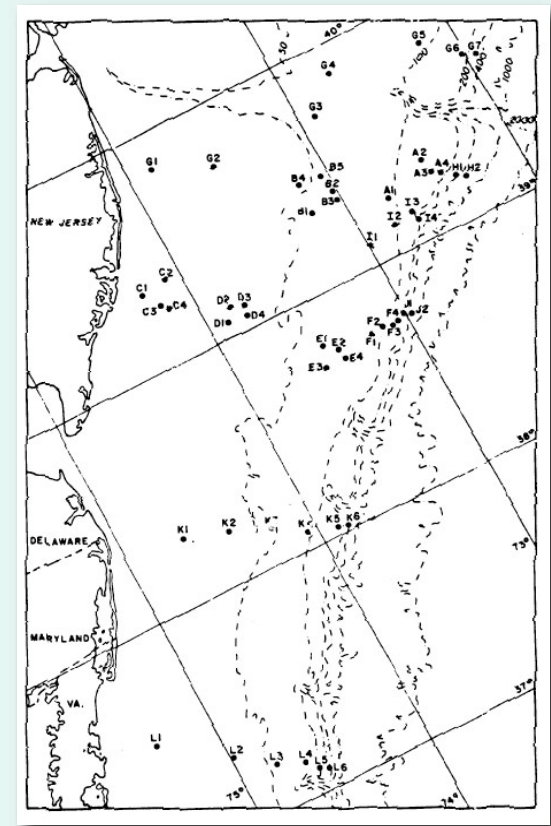 40°
50
G5
100
G6 G7
200
400
1000
G4
G3
2000
G1
G2
A2
A3 A4
H1 H2
39°
B5
B4
B2
B3
B1
A1
I3
I2
I4
NEW JERSEY
I1
C2
C1
C3 C4
D2 D3
D1
D4
J2
F4
F2
F3
F1
E1
E2
E4
E3
38°
K1
K2
K5 K6
73°
DELAWARE
MARYLAND
VA.
37°
L1
L2
L3
L4
L5 L6
75°
74°